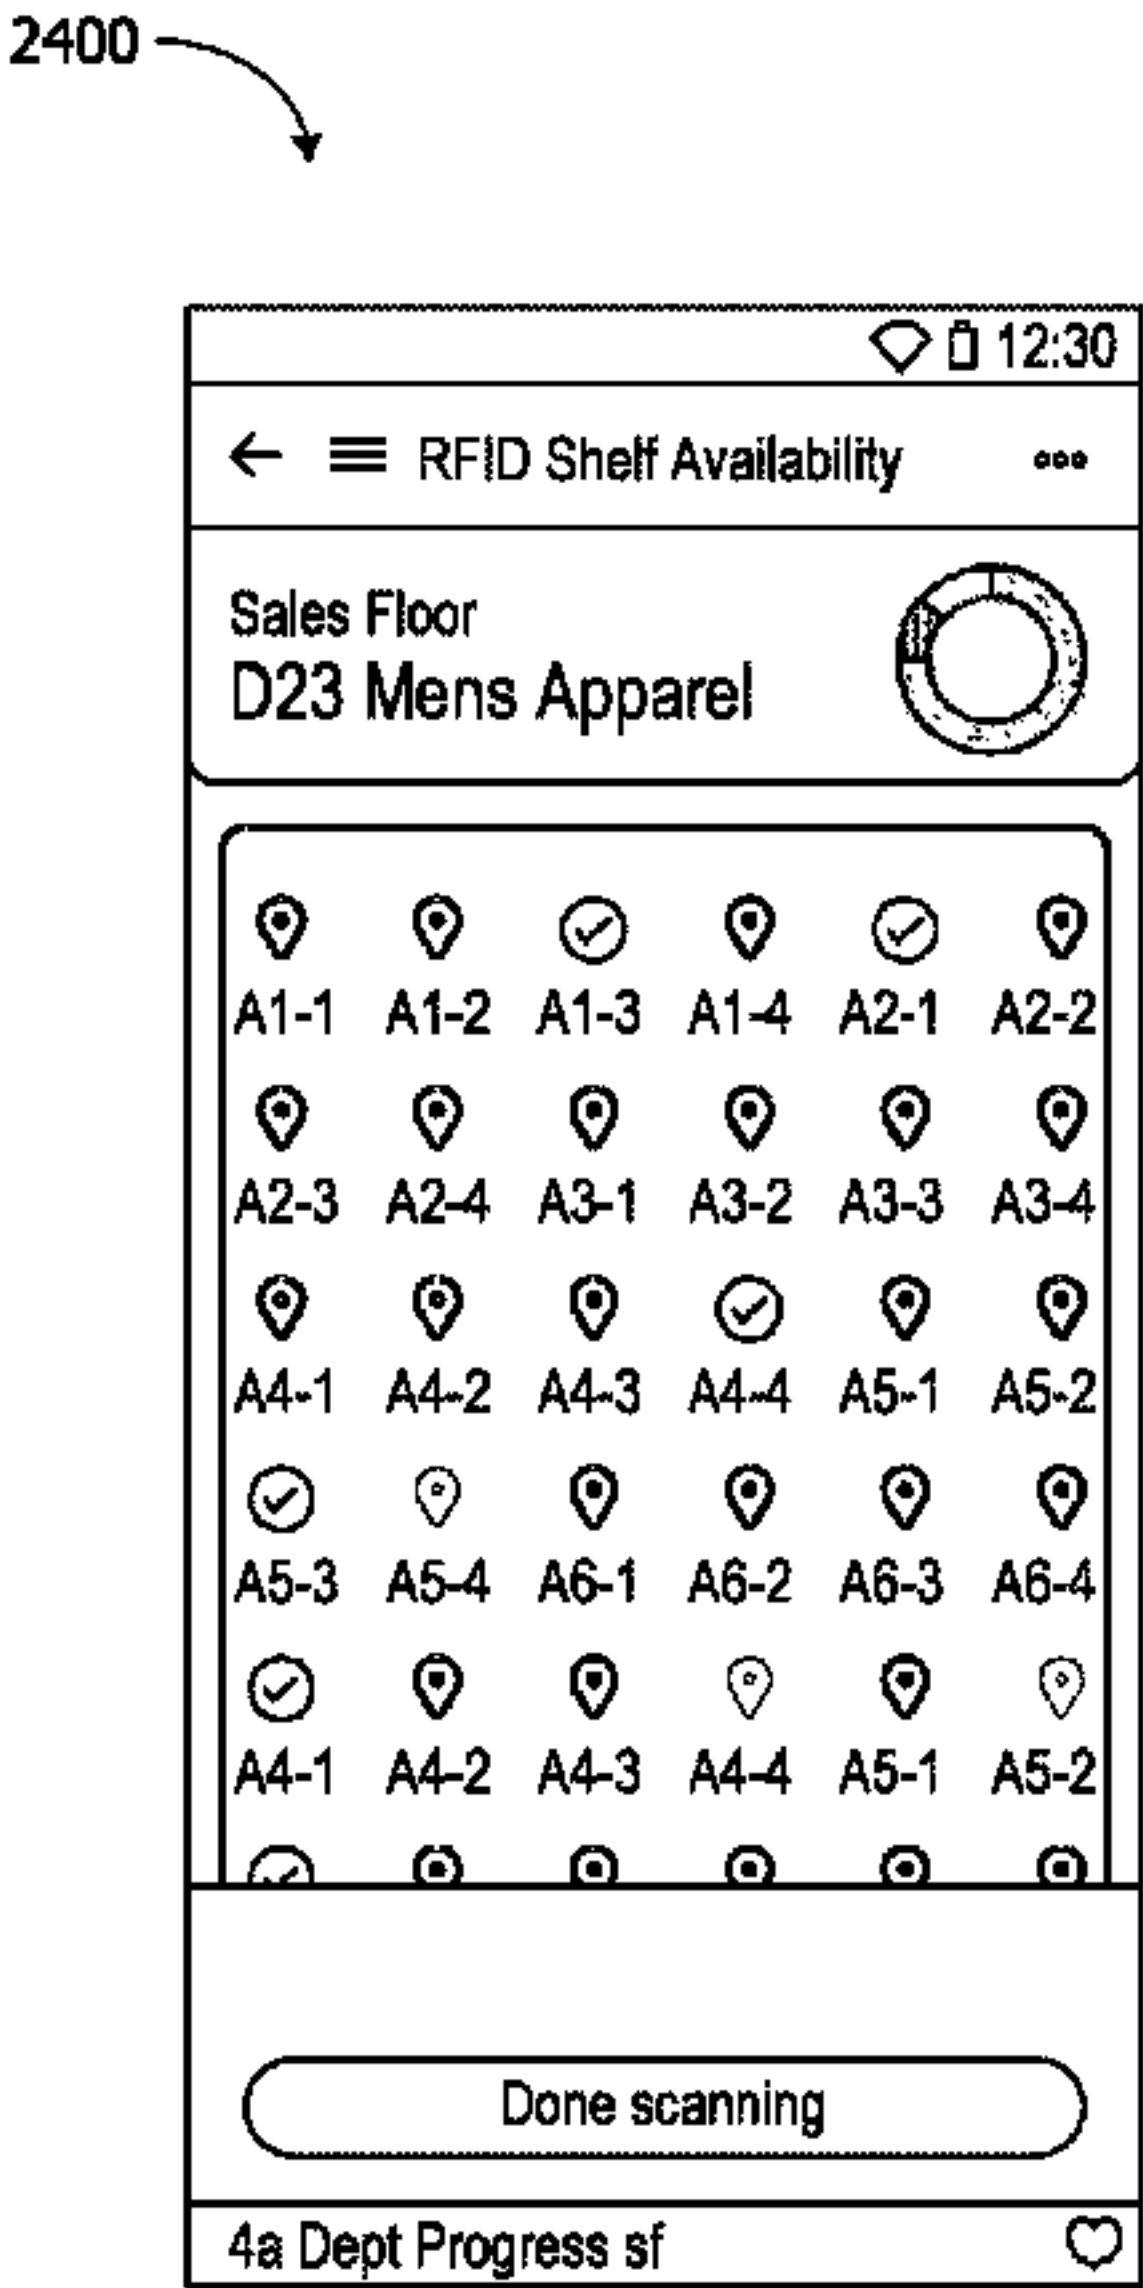 2400
12:30
RFID Shelf Availability
Sales Floor
D23 Mens Apparel
A1-1 A1-2 A1-3 A1-4 A2-1 A2-2
A2-3 A2-4 A3-1 A3-2 A3-3 A3-4
A4-1 A4-2 A4-3 A4-4 A5-1 A5-2
A5-3 A5-4 A6-1 A6-2 A6-3 A6-4
A4-1 A4-2 A4-3 A4-4 A5-1 A5-2
Done scanning
4a Dept Progress sf